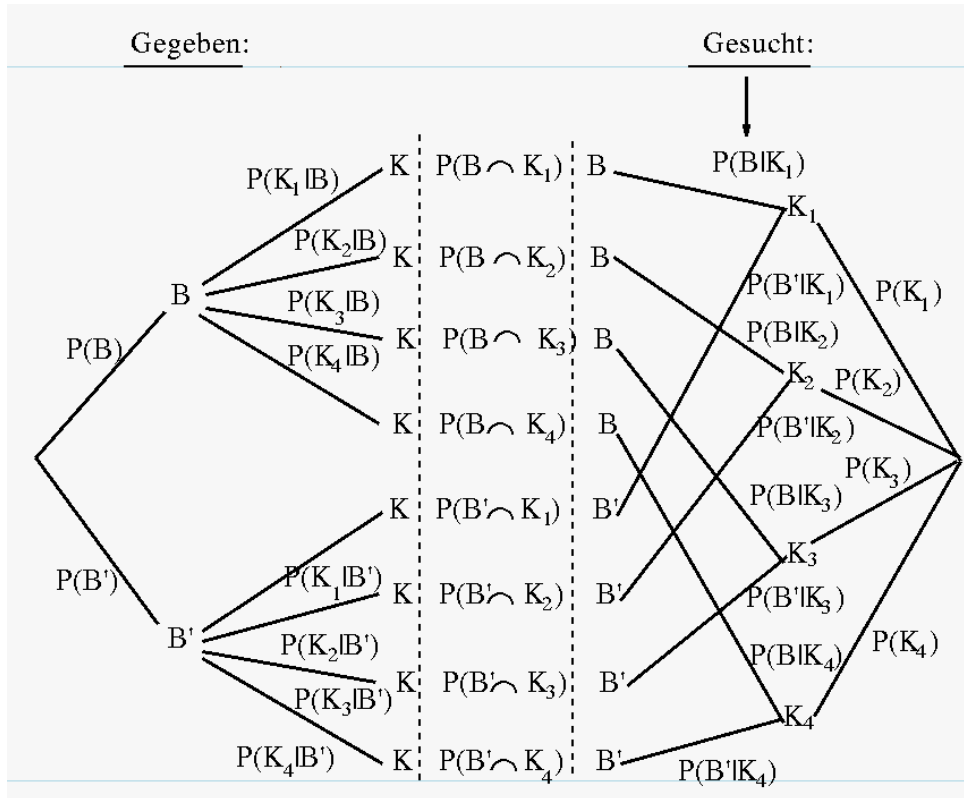 Gegeben: Gesucht:
P(B|K₁)
P(K₁|B) K P(B ⌒ K₁) B
K₁
P(K₂|B) K P(B ⌒ K₂) B P(B'|K₁) P(K₁)
B P(K₃|B)
K P(B ⌒ K₃) B P(B|K₂)
P(B) P(K₄|B)
K₂ P(K₂)
K P(B ⌒ K₄) B P(B'|K₂)
P(K₃)
P(B|K₃)
K P(B'⌒ K₁) B'
K₃
P(B') P(K₁|B') K P(B'⌒ K₂) B' P(B'|K₃)
B' P(K₂|B') P(B|K₄) P(K₄)
K P(B'⌒ K₃) B'
P(K₃|B')
K₄
P(K₄|B') K P(B'⌒ K₄) B' P(B'|K₄)